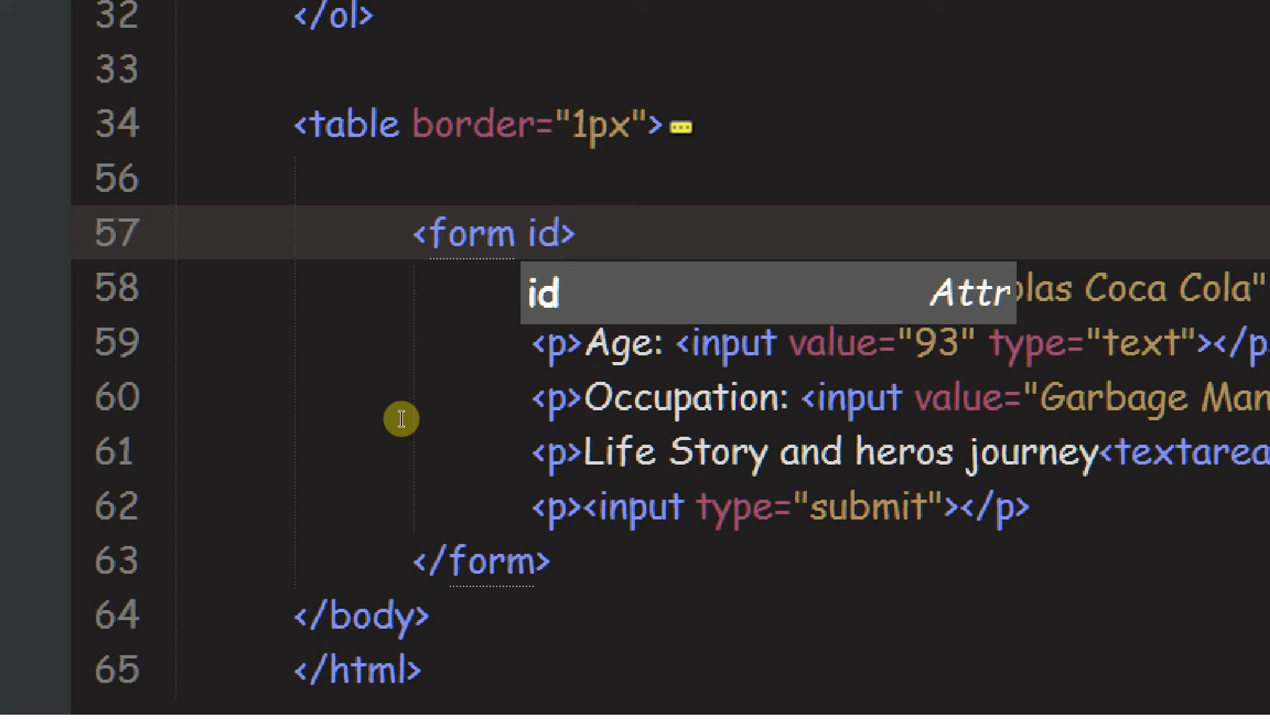 32 </ol>
33
34 <table border="1px">
56
57 <form id>
id Attr
58 olas Coca Cola"
59 <p>Age: <input value="93" type="text"></p
60 <p>Occupation: <input value="Garbage Man
61 <p>Life Story and heros journey<textarea
62 <p><input type="submit"></p>
63 </form>
64 </body>
65 </html>